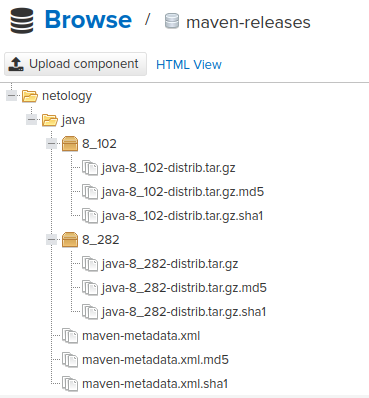 Browse / maven-releases
Upload component HTML View
netology
java
8_102
java-8_102-distrib.tar.gz
java-8_102-distrib.tar.gz.md5
java-8_102-distrib.tar.gz.sha1
8_282
java-8_282-distrib.tar.gz
java-8_282-distrib.tar.gz.md5
java-8_282-distrib.tar.gz.sha1
maven-metadata.xml
maven-metadata.xml.md5
maven-metadata.xml.sha1